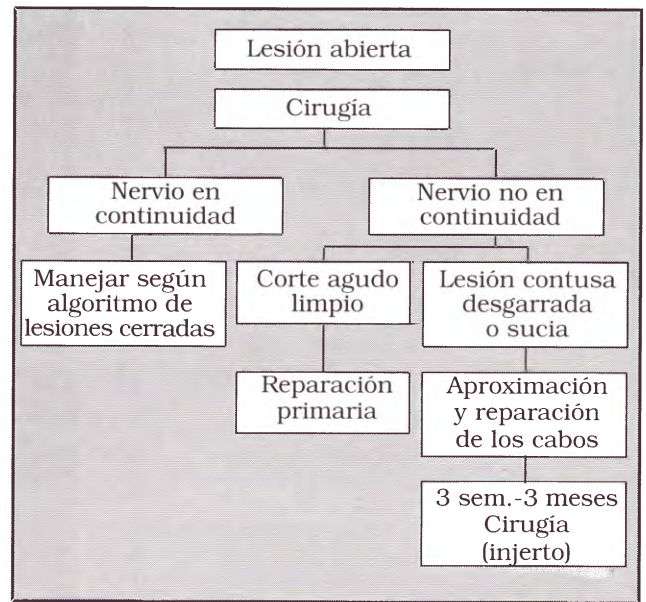 Lesión abierta
Cirugía
Nervio en
continuidad
Nervio no en
continuidad
Manejar según
algoritmo de
lesiones cerradas
Corte agudo
limpio
Lesión contusa
desgarrada
o sucia
Reparación
primaria
Aproximación
y reparación
de los cabos
3 sem.-3 meses
Cirugía
(injerto)